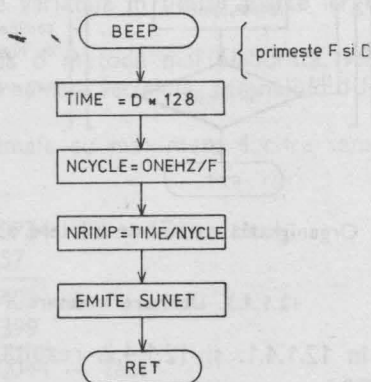 BEEP
primește F si D
TIME = D * 128
NCYCLE = ONEHZ/F
NRIMP = TIME/NYCLE
EMITE SUNET
RET